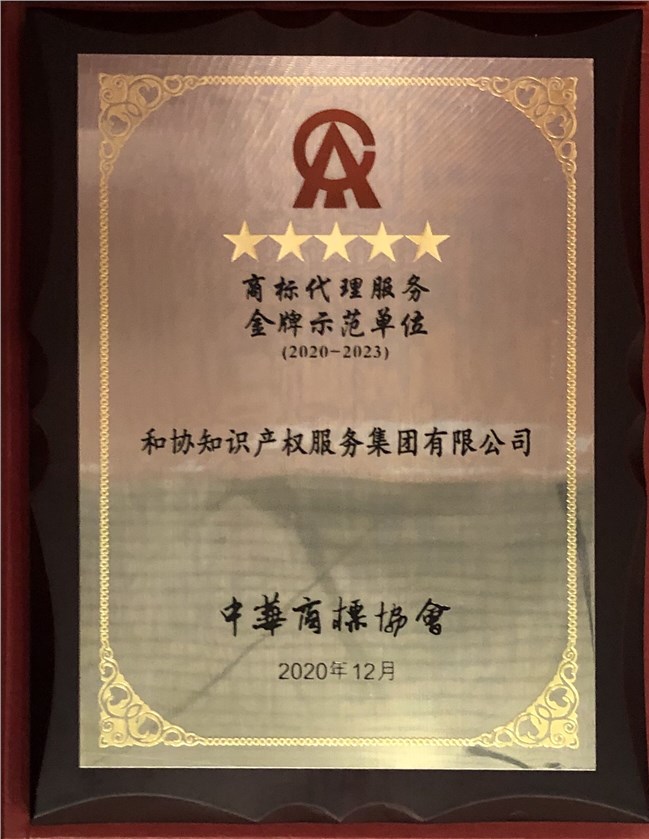 商标代理服务
金牌示范单位
(2020-2023)
和协知识产权服务集团有限公司
中華商標協會
2020年12月